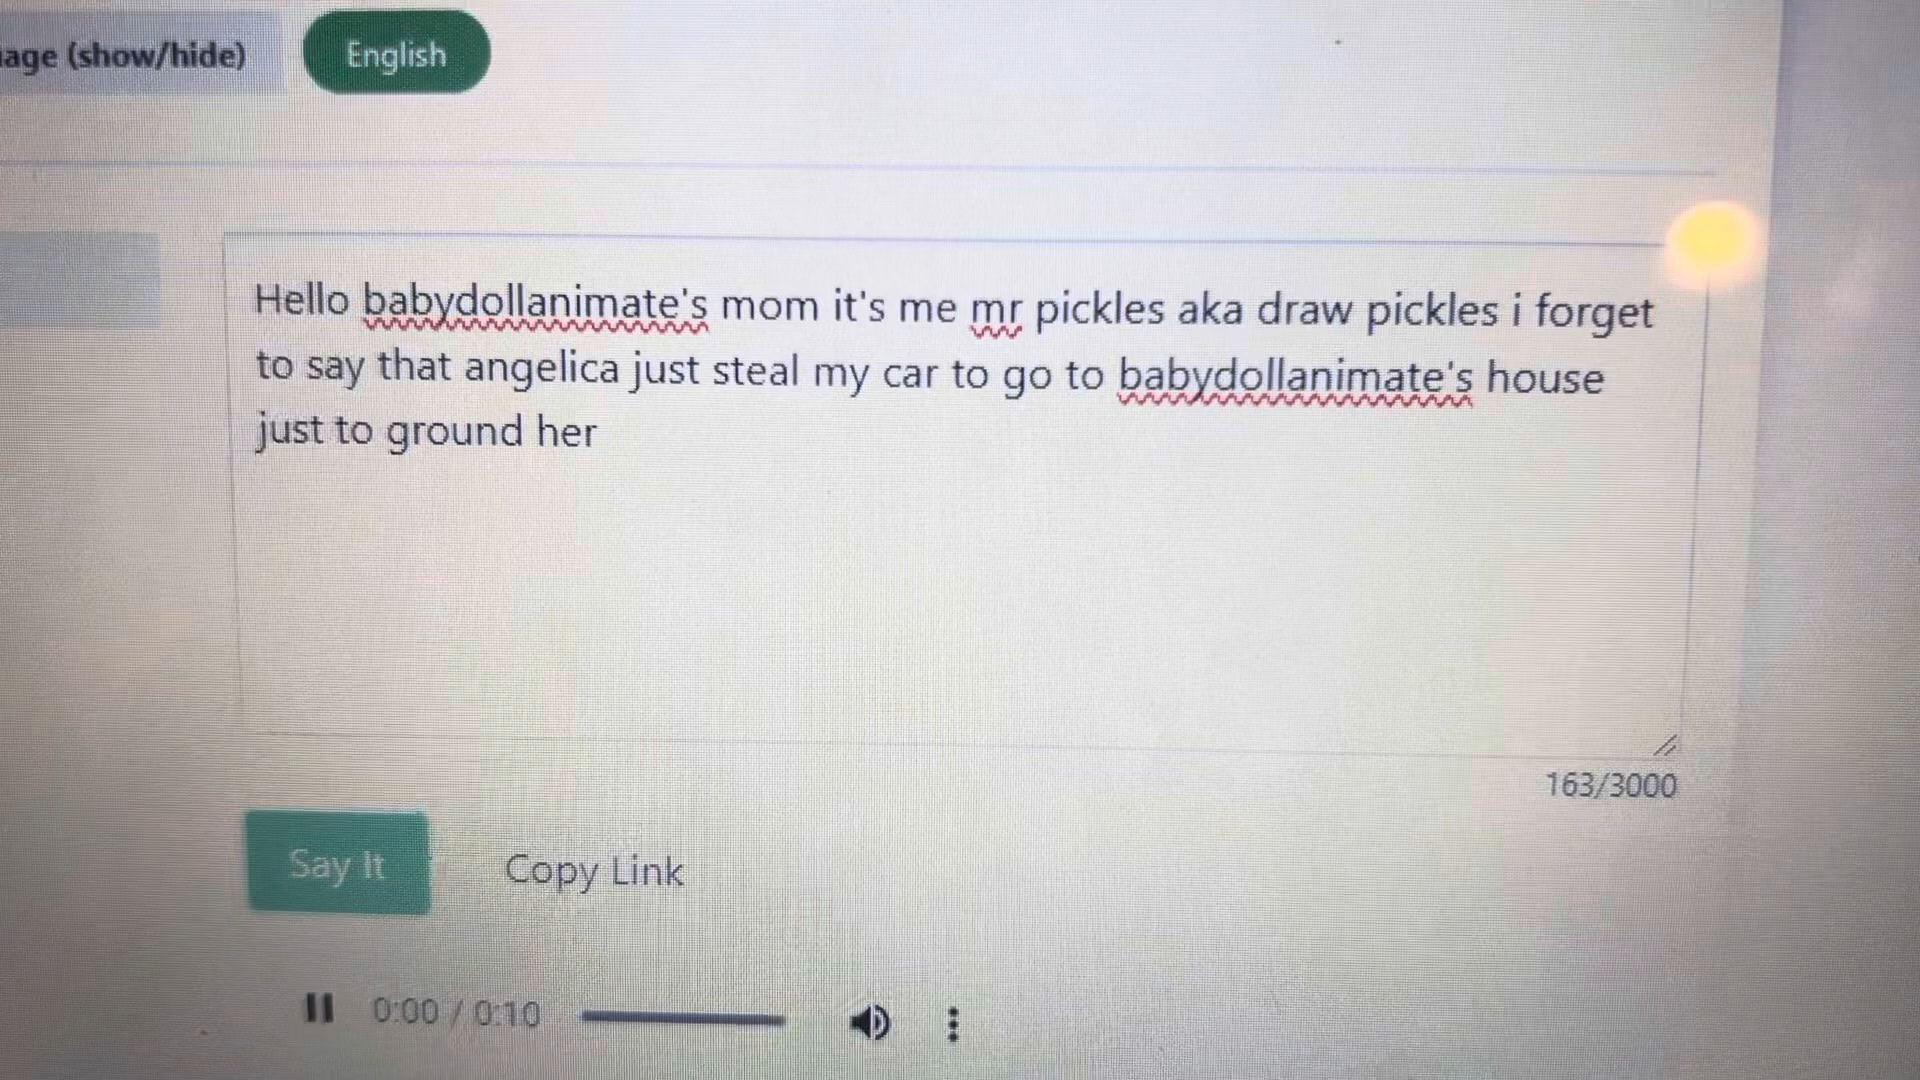 age (show/hide)
English
Hello babydollanimate's mom it's me mr pickles aka draw pickles i forget
to say that angelica just steal my car to go to babydollanimate's house
just to ground her
163/3000
Say It
Copy Link
0:00 / 0:10